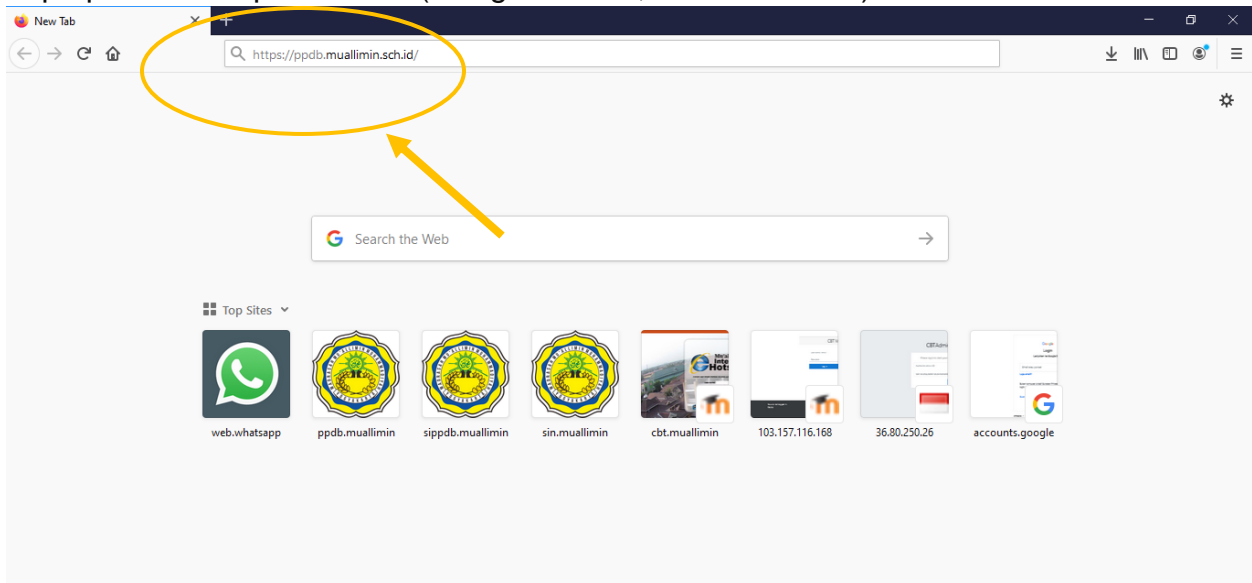 New Tab
https://ppdb.muallimin.sch.id/
Search the Web
Top Sites
web.whatsapp
ppdb.muallimin
sippdb.muallimin
sin.muallimin
cbt.muallimin
103.157.116.168
36.80.250.26
accounts.google